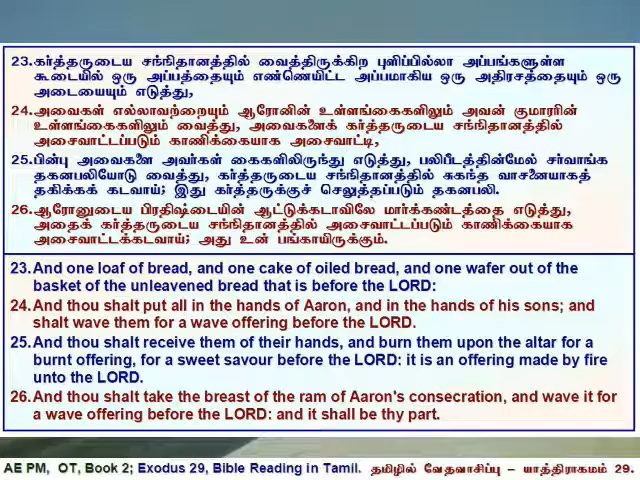 23.கர்த்தருடைய சந்நிதானத்தில் வைத்திருக்கிற புளிப்பில்லா அப்பங்களுள்ள
கூடையில் ஒரு அப்பத்தையும் எண்ணெயிட்ட அப்பமாகிய ஒரு அதிரசத்தையும் ஒரு
அடையையும் எடுத்து,
24.அவைகள் எல்லாவற்றையும் ஆரோனின் உள்ளங்கைகளிலும் அவன் குமாரரின்
உள்ளங்கைகளிலும் வைத்து, அவைகளைக் கர்த்தருடைய சந்நிதானத்தில்
அசைவாட்டப்படும் காணிக்கையாக அசைவாட்டி,
25.பின்பு அவைகளை அவர்கள் கைகளிலிருந்து எடுத்து, பலிபீடத்தின்மேல் சர்வாங்க
தகனபலியோடு வைத்து, கர்த்தருடைய சந்நிதானத்தில் சுகந்த வாசனையாகத்
தகிக்கக் கடவாய்; இது கர்த்தருக்குச் செலுத்தப்படும் தகனபலி.
26.ஆரோனுடைய பிரதிஷ்டையின் ஆட்டுக்கடாவிலே மார்க்கண்டத்தை எடுத்து,
அதைக் கர்த்தருடைய சந்நிதானத்தில் அசைவாட்டப்படும் காணிக்கையாக
அசைவாட்டக்கடவாய்; அது உன் பங்காயிருக்கும்.
23.And one loaf of bread, and one cake of oiled bread, and one wafer out of the
basket of the unleavened bread that is before the LORD:
24.And thou shalt put all in the hands of Aaron, and in the hands of his sons; and
shalt wave them for a wave offering before the LORD.
25.And thou shalt receive them of their hands, and burn them upon the altar for a
burnt offering, for a sweet savour before the LORD: it is an offering made by fire
unto the LORD.
26.And thou shalt take the breast of the ram of Aaron's consecration, and wave it for
a wave offering before the LORD: and it shall be thy part.
AE PM, OT, Book 2; Exodus 29, Bible Reading in Tamil. தமிழில் வேதவாசிப்பு – யாத்திராகமம் 29.